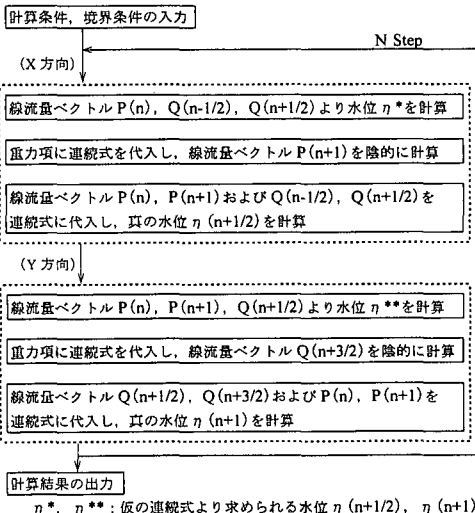 計算条件，境界条件の入力
N Step
(X 方向)
線流量ベクトル P(n)，Q(n-1/2)，Q(n+1/2)より水位 η*を計算
重力項に連続式を代入し，線流量ベクトル P(n+1)を陰的に計算
線流量ベクトル P(n)，P(n+1)および Q(n-1/2)，Q(n+1/2)を
連続式に代入し，真の水位 η(n+1/2)を計算
(Y 方向)
線流量ベクトル P(n)，P(n+1)，Q(n+1/2)より水位 η**を計算
重力項に連続式を代入し，線流量ベクトル Q(n+3/2)を陰的に計算
線流量ベクトル Q(n+1/2)，Q(n+3/2)および P(n)，P(n+1)を
連続式に代入し，真の水位 η(n+1)を計算
計算結果の出力
η*，η**：仮の連続式より求められる水位 η(n+1/2)，η(n+1)